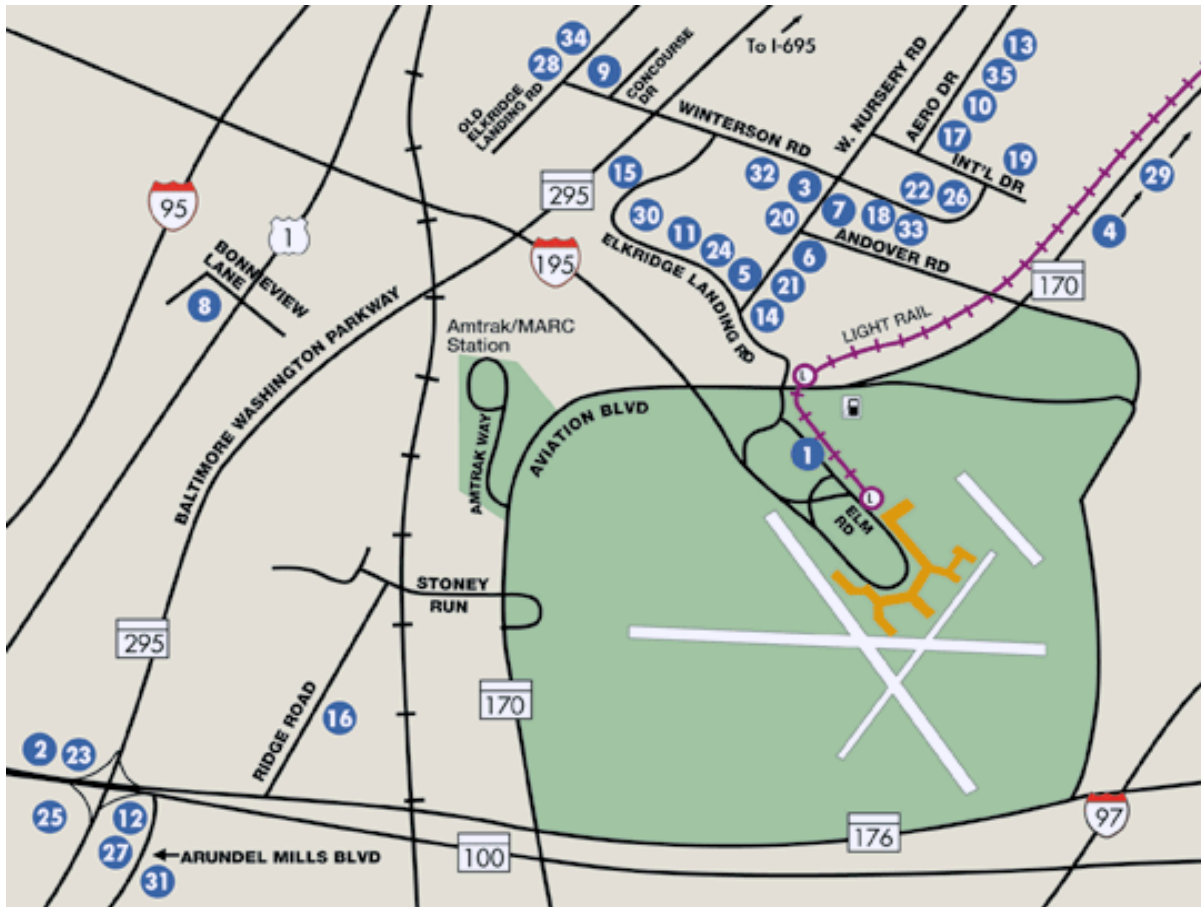 34
To I-695
13
28
9
CONCOURSE
DR
35
OLD
ELKRIDGE
LANDING RD
W. NURSERY RD
AERO DR
10
WINTERSON RD
17
INT'L DR
19
29
15
295
32
3
22
26
95
1
30
20
7
18
33
4
11
24
ANDOVER RD
195
ELKRIDGE LANDING RD
5
6
21
170
BONNIEVIEW
LANE
8
14
BALTIMORE WASHINGTON PARKWAY
LIGHT RAIL
Amtrak/MARC
Station
L
AVIATION BLVD
AMTRAK WAY
1
L
ELM
RD
STONEY
RUN
295
170
RIDGE ROAD
16
2
23
25
12
27
31
ARUNDEL MILLS BLVD
100
176
97